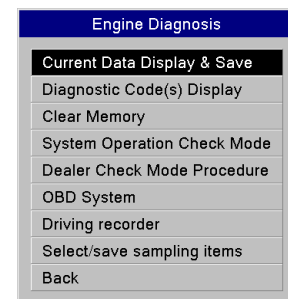 Engine Diagnosis
Current Data Display & Save
Diagnostic Code(s) Display
Clear Memory
System Operation Check Mode
Dealer Check Mode Procedure
OBD System
Driving recorder
Select/save sampling items
Back